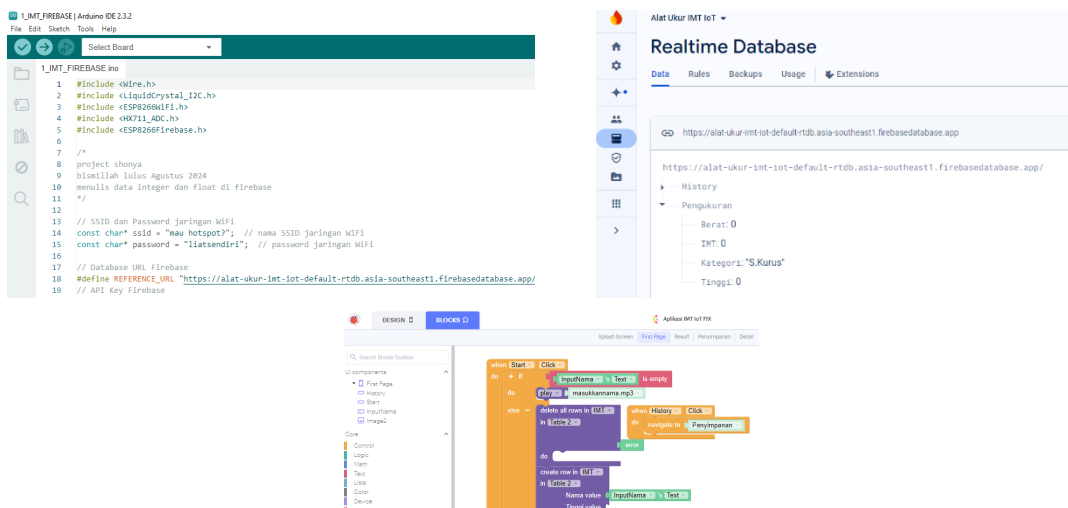 1_IMT_FIREBASE | Arduino IDE 2.3.2
File Edit Sketch Tools Help
Select Board
1_IMT_FIREBASE.ino
1 #include <Wire.h>
2 #include <LiquidCrystal_I2C.h>
3 #include <ESP8266WiFi.h>
4 #include <HX711_ADC.h>
5 #include <ESP8266Firebase.h>
6
7 /*
8 project shonya
9 bismillah lulus Agustus 2024
10 menulis data integer dan float di firebase
11 */
12
13 // SSID dan Password jaringan WiFi
14 const char* ssid = "mau hotspot?"; // nama SSID jaringan WiFi
15 const char* password = "liatsendiri"; // password jaringan WiFi
16
17 // Database URL Firebase
18 #define REFERENCE_URL "https://alat-ukur-imt-iot-default-rtdb.asia-southeast1.firebasedatabase.app/
19 // API Key Firebase
Alat Ukur IMT IoT
Realtime Database
Data Rules Backups Usage Extensions
https://alat-ukur-imt-iot-default-rtdb.asia-southeast1.firebasedatabase.app
https://alat-ukur-imt-iot-default-rtdb.asia-southeast1.firebasedatabase.app/
History
Pengukuran
Berat: 0
IMT: 0
Kategori: "S.Kurus"
Tinggi: 0
DESIGN BLOCKS
Aplikasi IMT IoT FIX
Splash Screen First Page Result Penyimpanan Detail
Search Blocks Toolbox
UI components
First Page
History
Start
InputNama
Image2
Core
Control
Logic
Math
Text
Lists
Color
Device
when Start Click
do if InputNama 's Text is empty
do play masukkannama.mp3
else delete all rows in IMT
in Table 2
error
do
create row in IMT
in Table 2
Nama value InputNama 's Text
Tinggi value
when History Click
do navigate to Penyimpanan